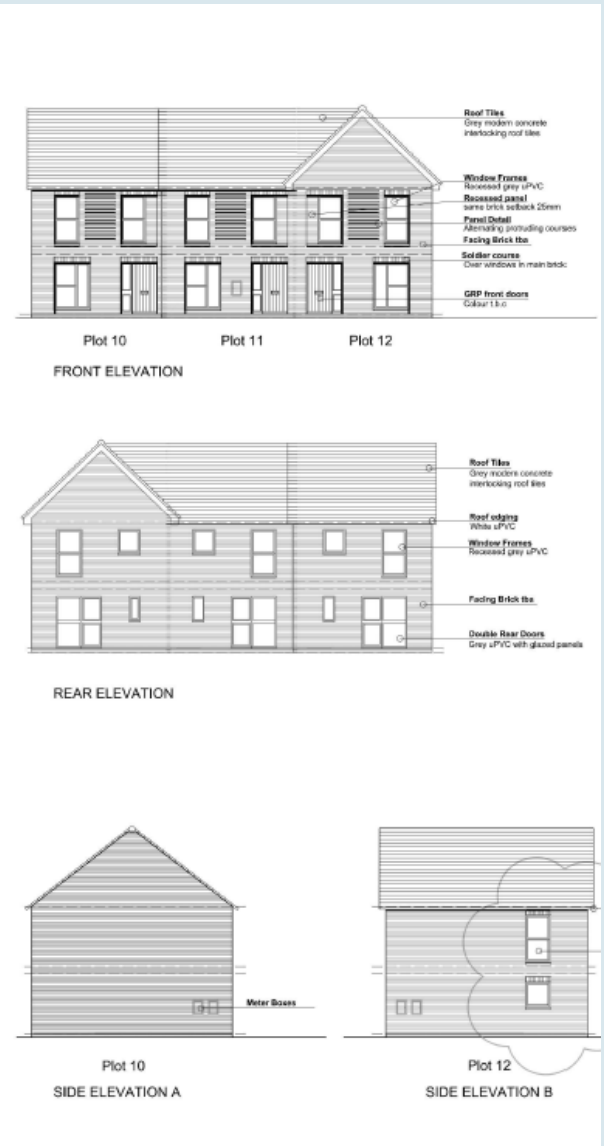 Roof Tiles
Grey modern concrete
interlocking roof tiles
Window Frames
Recessed grey uPVC
Recessed panel
same brick setback 25mm
Panel Detail
Alternating protruding courses
Facing Brick tba
Soldier course
Over windows in main brick
GRP front doors
Colour t.b.c
Plot 10
Plot 11
Plot 12
FRONT ELEVATION
Roof Tiles
Grey modern concrete
interlocking roof tiles
Roof edging
White uPVC
Window Frames
Recessed grey uPVC
Facing Brick tba
Double Rear Doors
Grey uPVC with glazed panels
REAR ELEVATION
Meter Boxes
Plot 10
SIDE ELEVATION A
Plot 12
SIDE ELEVATION B